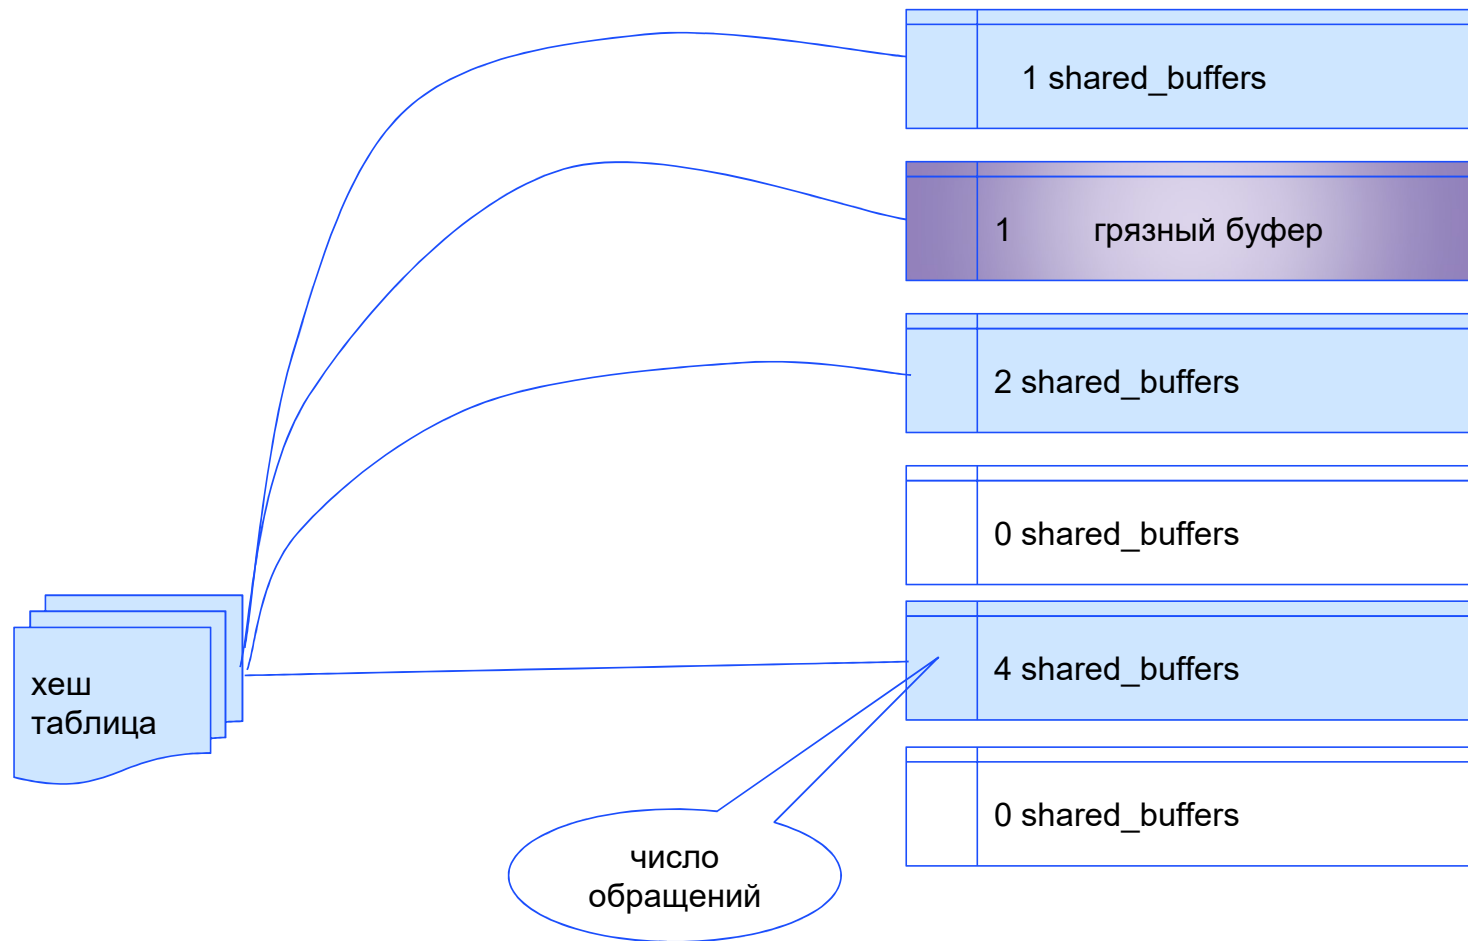 1 shared_buffers
1 грязный буфер
2 shared_buffers
0 shared_buffers
4 shared_buffers
0 shared_buffers
хеш
таблица
число
обращений